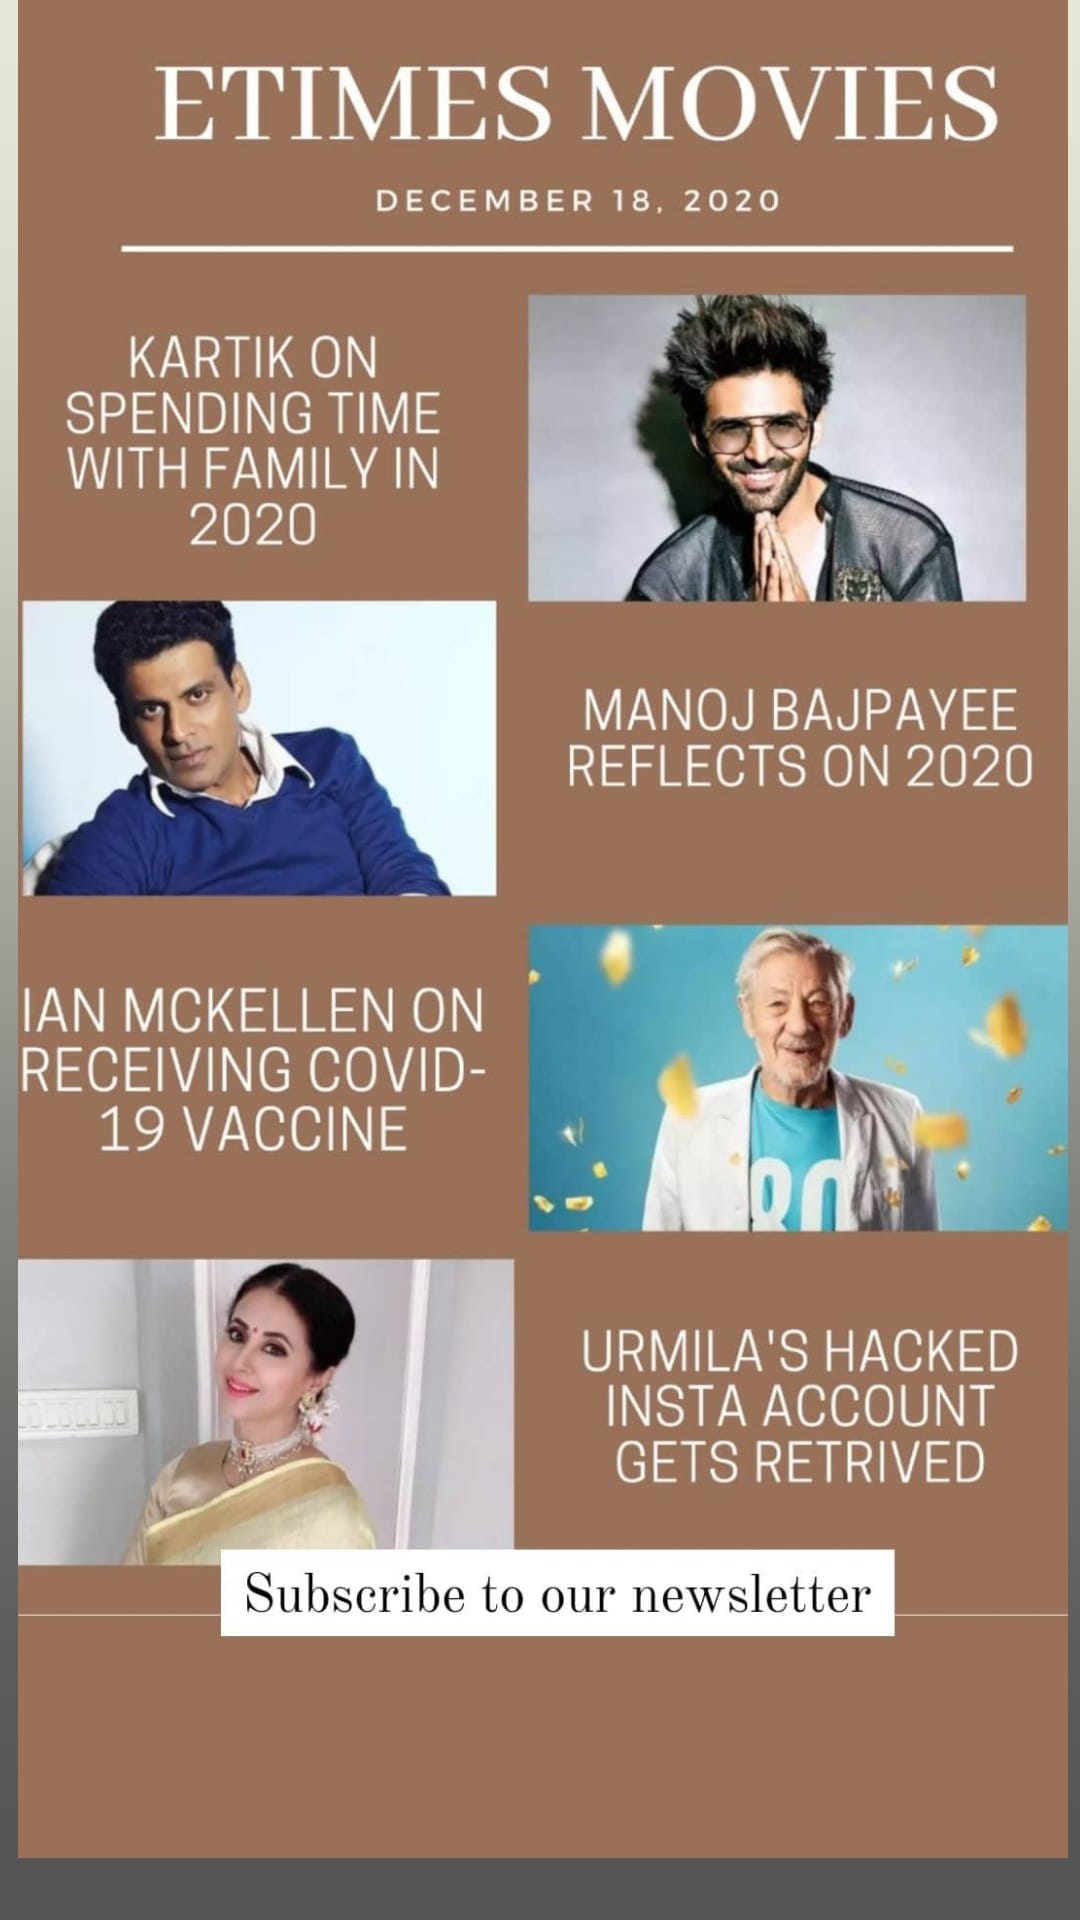 ETIMES MOVIES
DECEMBER 18, 2020
KARTIK ON
SPENDING TIME
WITH FAMILY IN
2020
MANOJ BAJPAYEE
REFLECTS ON 2020
IAN MCKELLEN ON
RECEIVING COVID-
19 VACCINE
80
URMILA'S HACKED
INSTA ACCOUNT
GETS RETRIVED
Subscribe to our newsletter